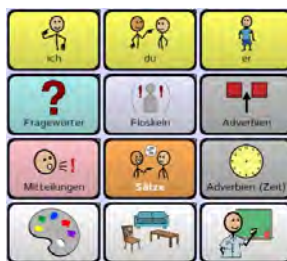 ich
du
er
Fragewörter
Floskeln
Adverbien
Mitteilungen
Sätze
Adverbien (Zeit)